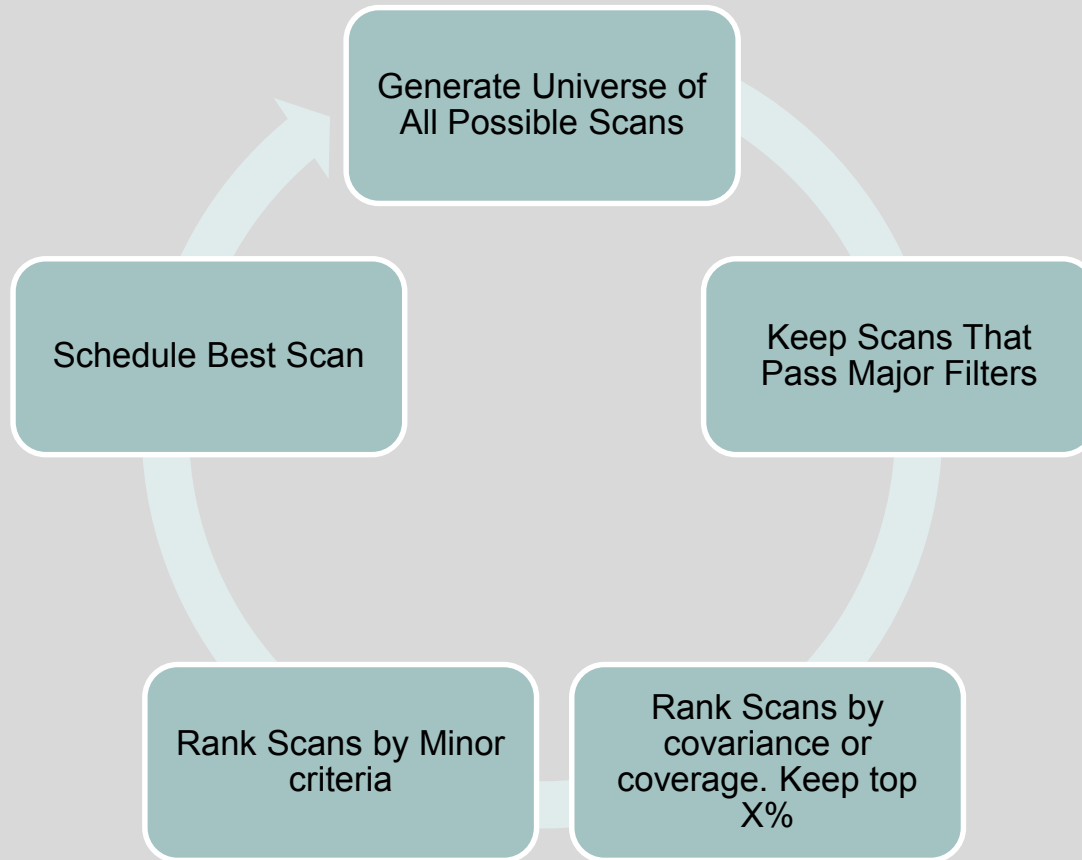 Generate Universe of
All Possible Scans
Keep Scans That
Pass Major Filters
Rank Scans by
covariance or
coverage. Keep top
X%
Rank Scans by Minor
criteria
Schedule Best Scan